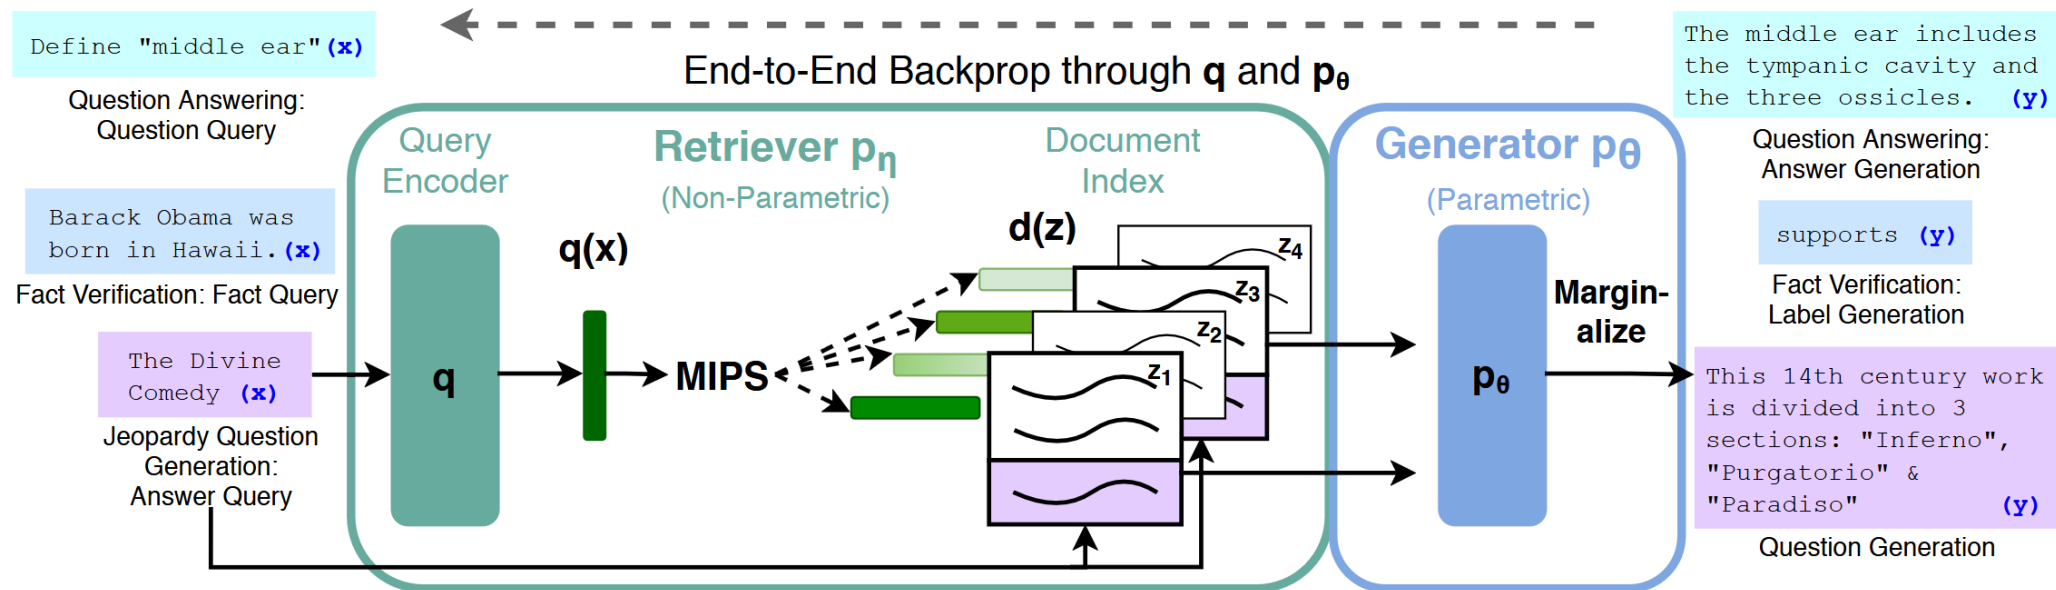 Define "middle ear" (x)
Question Answering:
Question Query
Barack Obama was
born in Hawaii. (x)
Fact Verification: Fact Query
The Divine
Comedy (x)
Jeopardy Question
Generation:
Answer Query
End-to-End Backprop through q and pθ
Query
Encoder
Retriever pη
(Non-Parametric)
Document
Index
q
q(x)
MIPS
d(z)
z4
z3
z2
z1
Generator pθ
(Parametric)
pθ
Margin-
alize
The middle ear includes
the tympanic cavity and
the three ossicles. (y)
Question Answering:
Answer Generation
supports (y)
Fact Verification:
Label Generation
This 14th century work
is divided into 3
sections: "Inferno",
"Purgatorio" &
"Paradiso" (y)
Question Generation